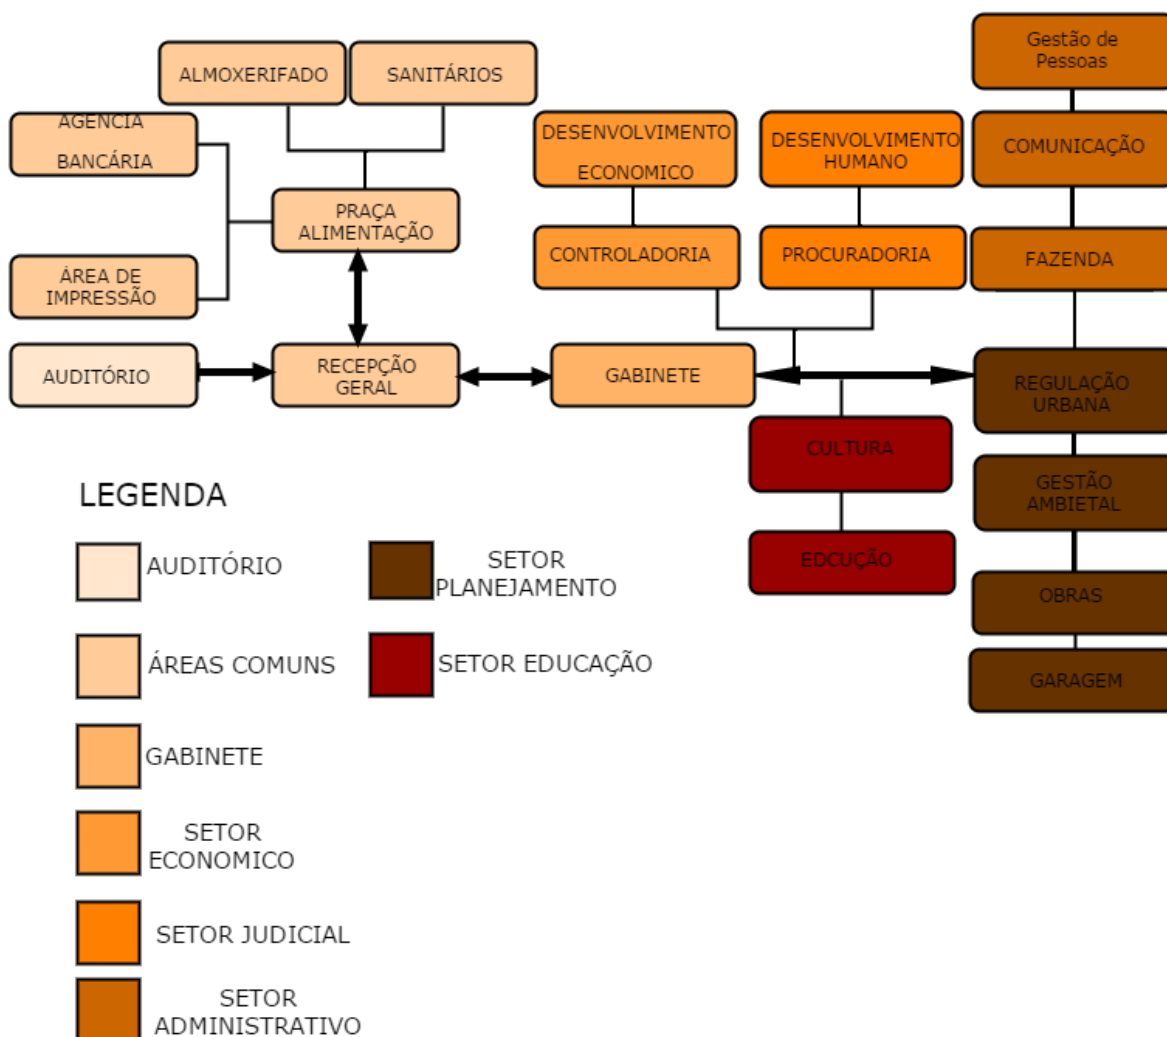 Gestão de
Pessoas
ALMOXERIFADO
SANITÁRIOS
AGENCIA
BANCÁRIA
DESENVOLVIMENTO
ECONOMICO
DESENVOLVIMENTO
HUMANO
COMUNICAÇÃO
PRAÇA
ALIMENTAÇÃO
CONTROLADORIA
PROCURADORIA
FAZENDA
ÁREA DE
IMPRESSÃO
AUDITÓRIO
RECEPÇÃO
GERAL
GABINETE
REGULAÇÃO
URBANA
CULTURA
GESTÃO
AMBIETAL
EDCUÇÃO
OBRAS
GARAGEM
LEGENDA
AUDITÓRIO
SETOR
PLANEJAMENTO
ÁREAS COMUNS
SETOR EDUCAÇÃO
GABINETE
SETOR
ECONOMICO
SETOR JUDICIAL
SETOR
ADMINISTRATIVO